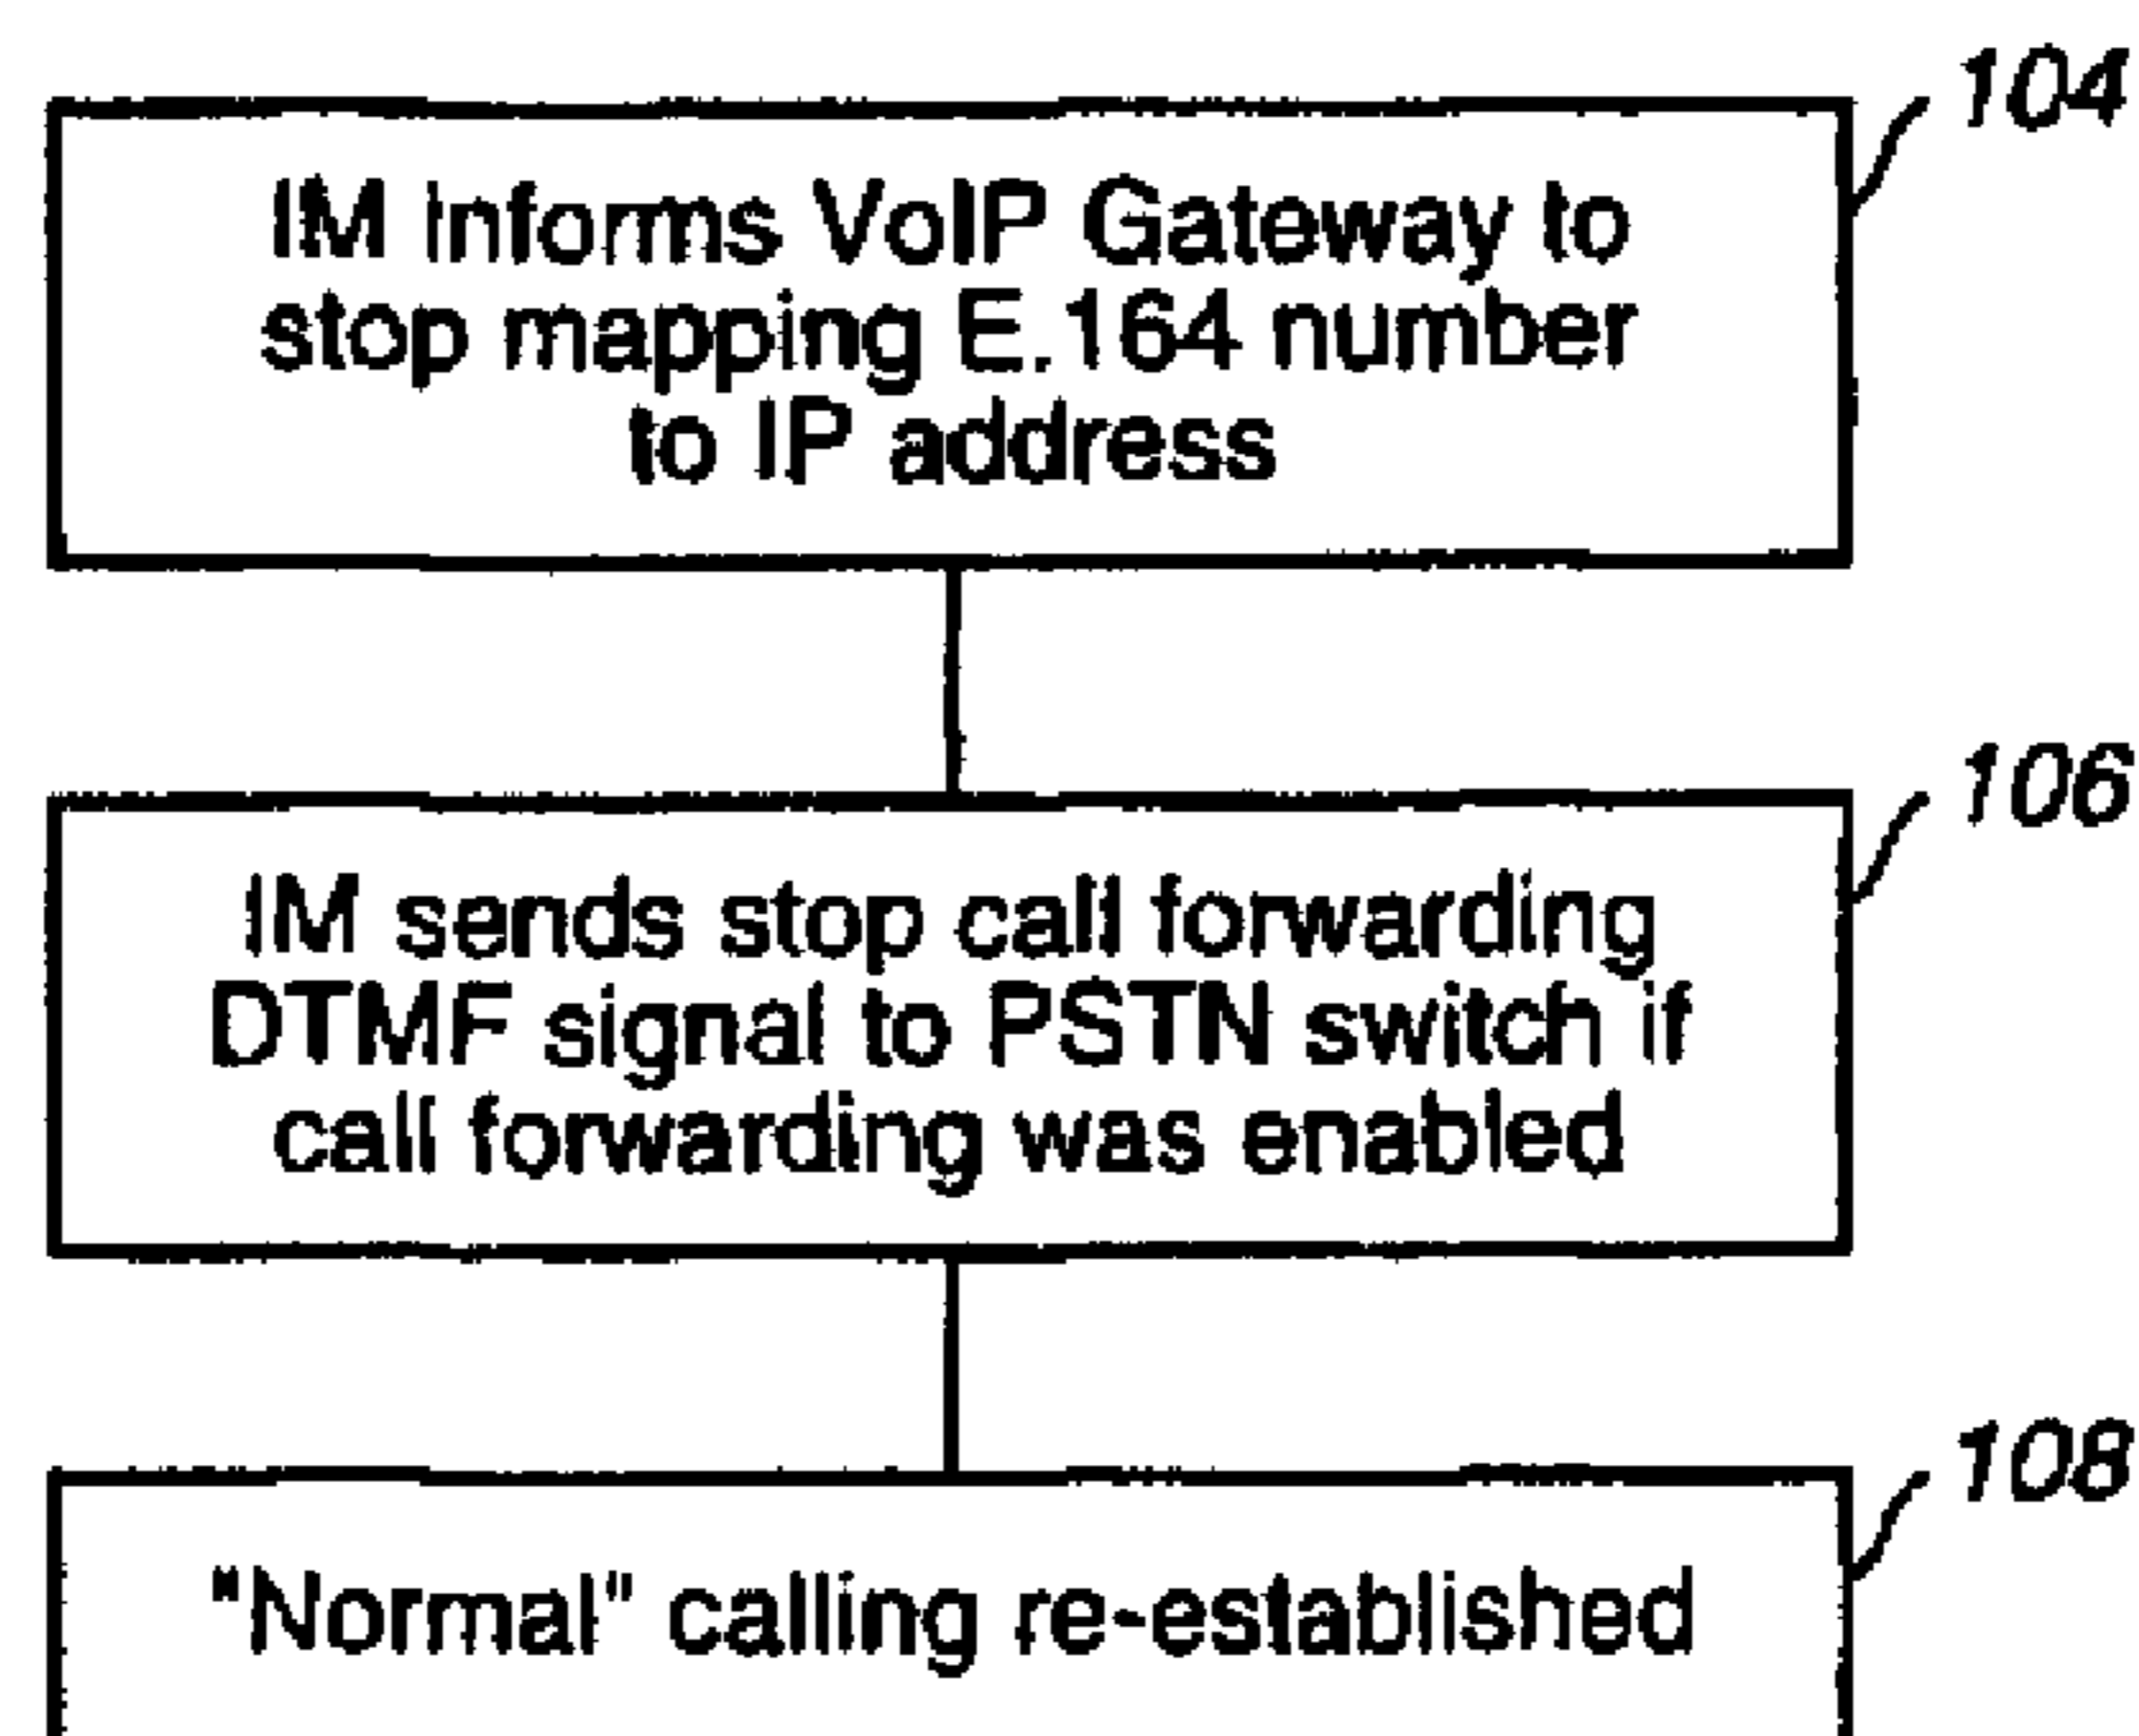 104
IM informs VoIP Gateway to
stop mapping E.164 number
to IP address
106
IM sends stop call forwarding
DTMF signal to PSTN switch if
call forwarding was enabled
108
"Normal" calling re-established